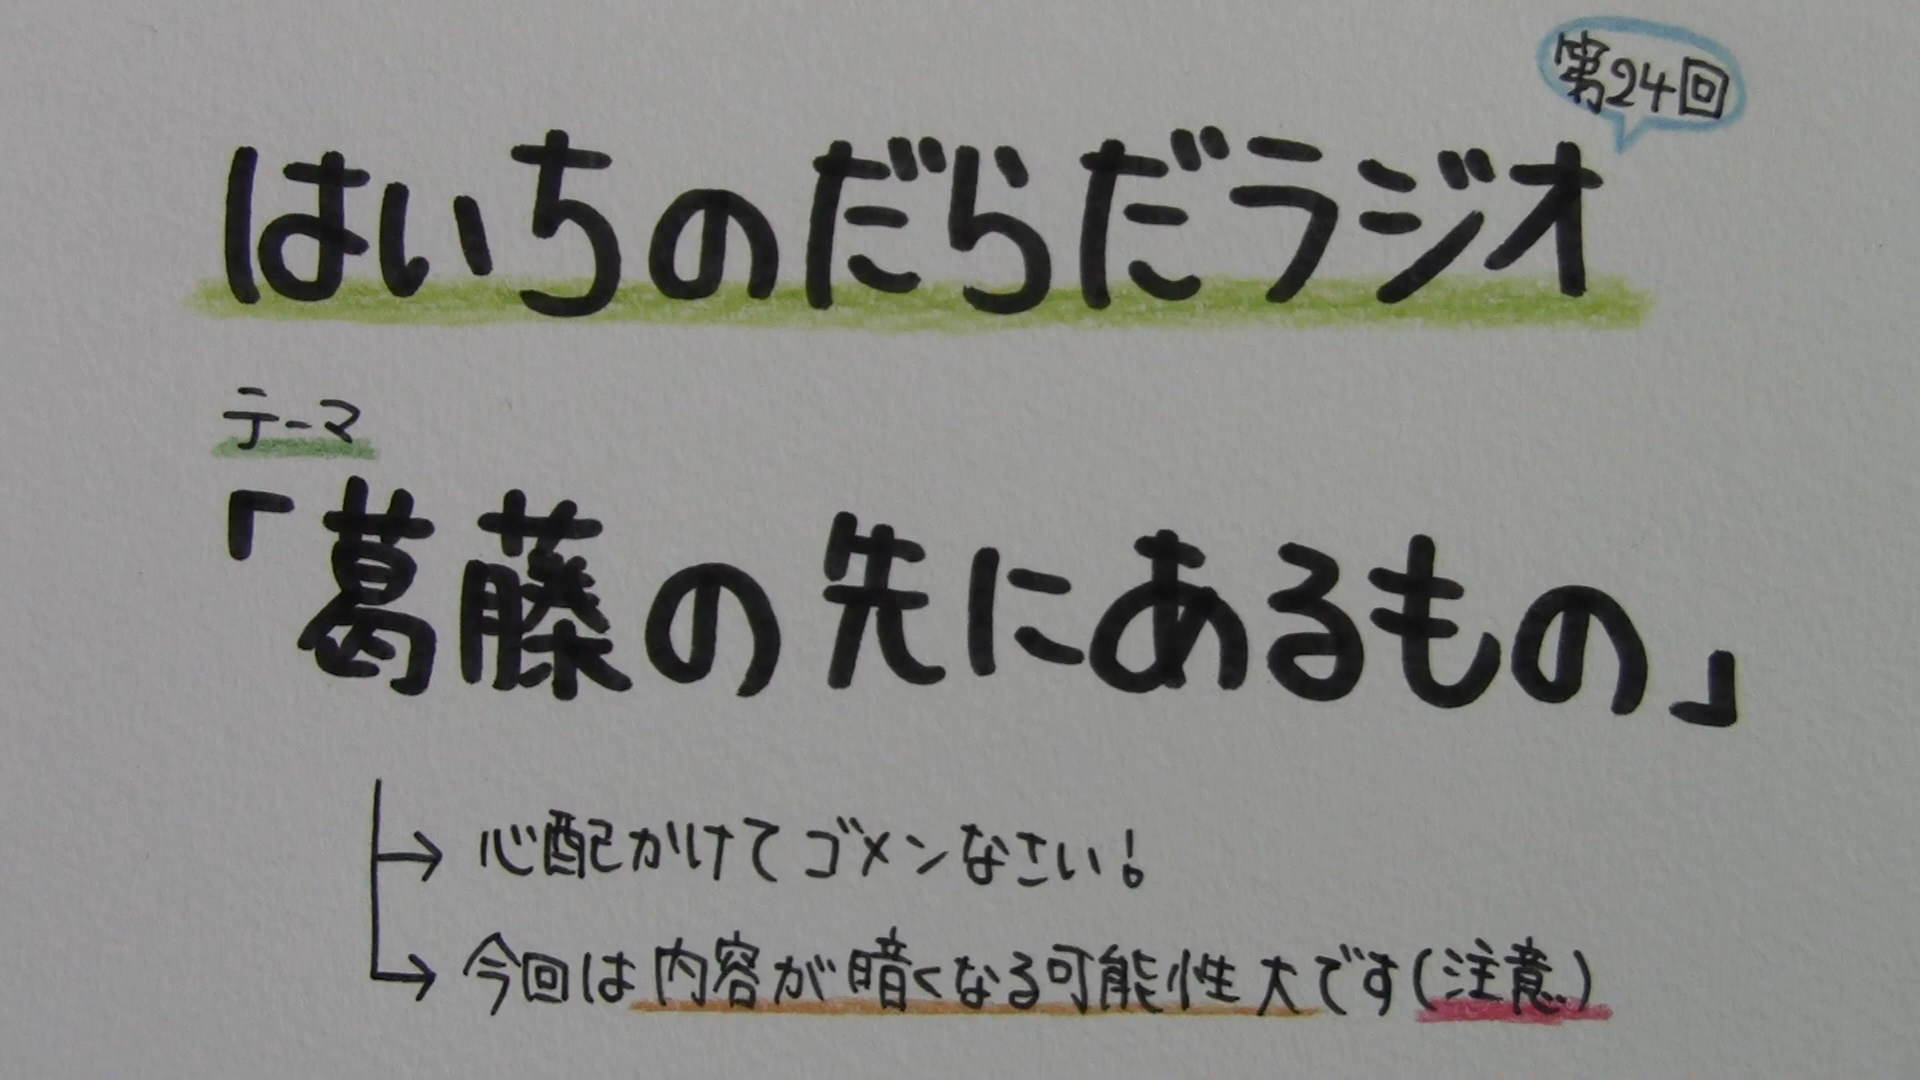 第24回
はいちのだらだラジオ
テーマ
「葛藤の先にあるもの」
→ 心配かけてゴメンなさい!
→ 今回は内容が暗くなる可能性大です(注意)